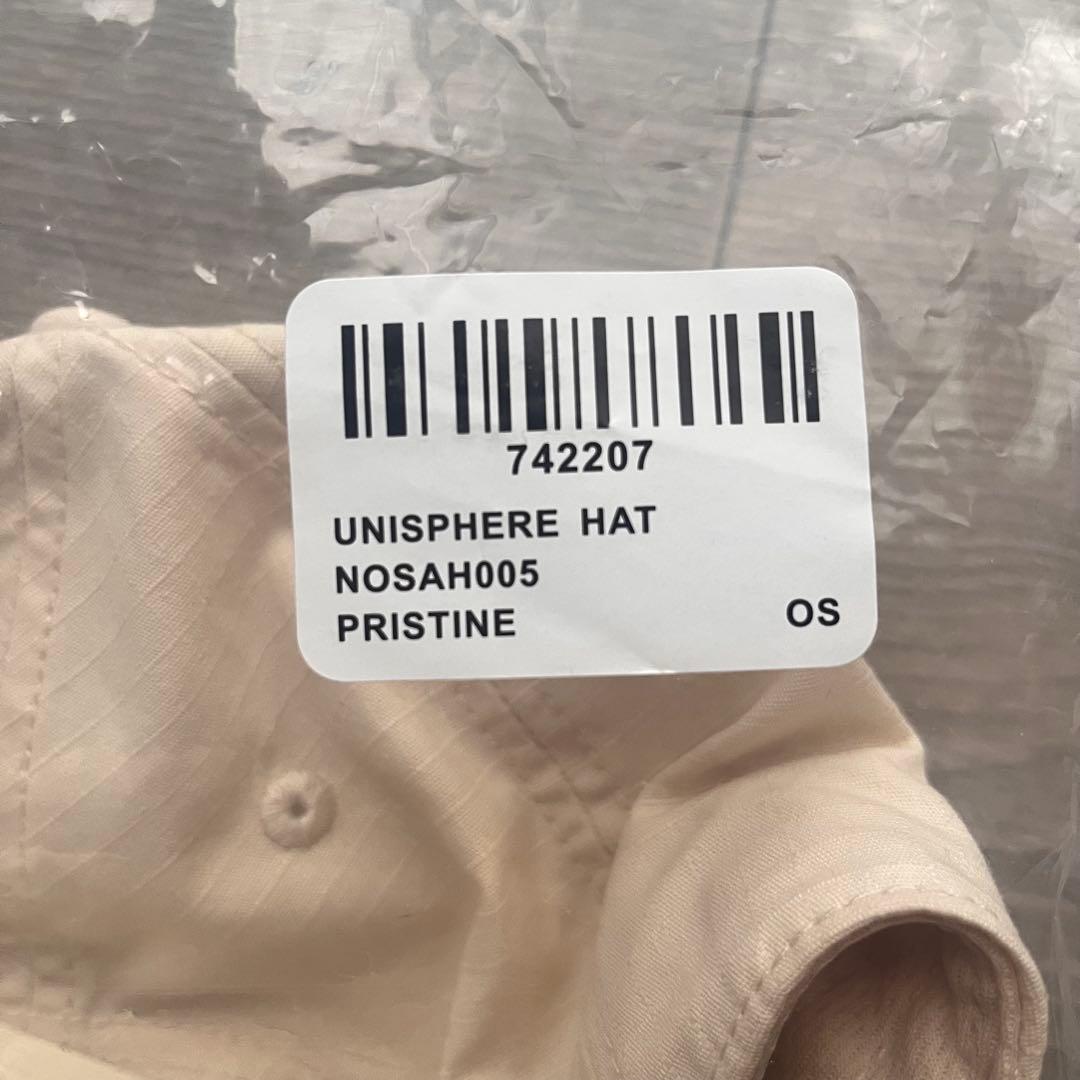 742207
UNISPHERE HAT
NOSAH005
PRISTINE OS